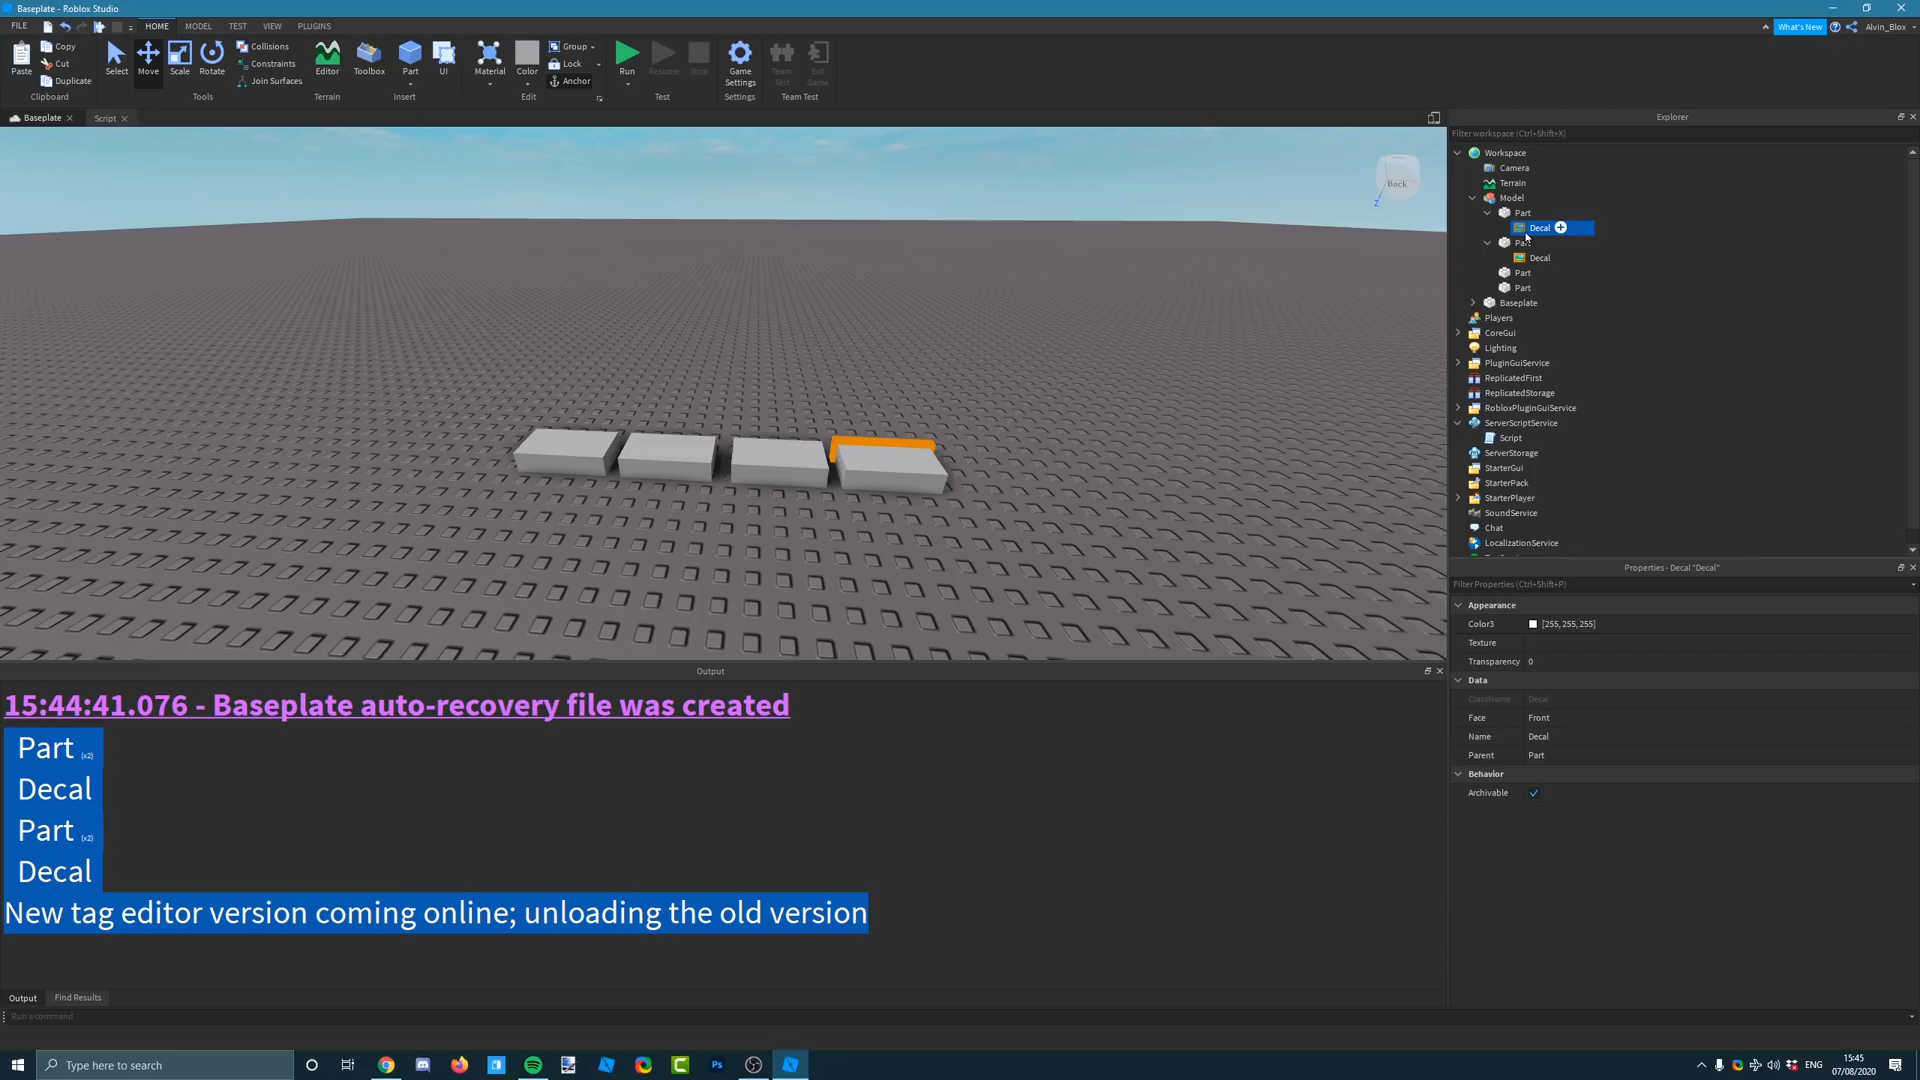 Baseplate - Roblox Studio
FILE HOME MODEL TEST VIEW PLUGINS What's New Alvin_Blox
Paste Copy Cut Duplicate Clipboard
Select Move Scale Rotate Collisions Constraints Join Surfaces Tools
Editor Terrain
Toolbox Part UI Insert
Material Color Group Lock Anchor Edit
Run Resume Stop Test
Game Settings Settings
Team Test Exit Game Team Test
Baseplate Script
Back
Z
Explorer
Filter workspace (Ctrl+Shift+X)
Workspace
Camera
Terrain
Model
Part
Decal
Part
Decal
Part
Part
Baseplate
Players
CoreGui
Lighting
PluginGuiService
ReplicatedFirst
ReplicatedStorage
RobloxPluginGuiService
ServerScriptService
Script
ServerStorage
StarterGui
StarterPack
StarterPlayer
SoundService
Chat
LocalizationService
Properties - Decal "Decal"
Filter Properties (Ctrl+Shift+P)
Appearance
Color3 [255, 255, 255]
Texture
Transparency 0
Data
ClassName Decal
Face Front
Name Decal
Parent Part
Behavior
Archivable
Output
15:44:41.076 - Baseplate auto-recovery file was created
Part (x2)
Decal
Part (x2)
Decal
New tag editor version coming online; unloading the old version
Output Find Results
Run a command
Type here to search
Ps
ENG
15:45
07/08/2020